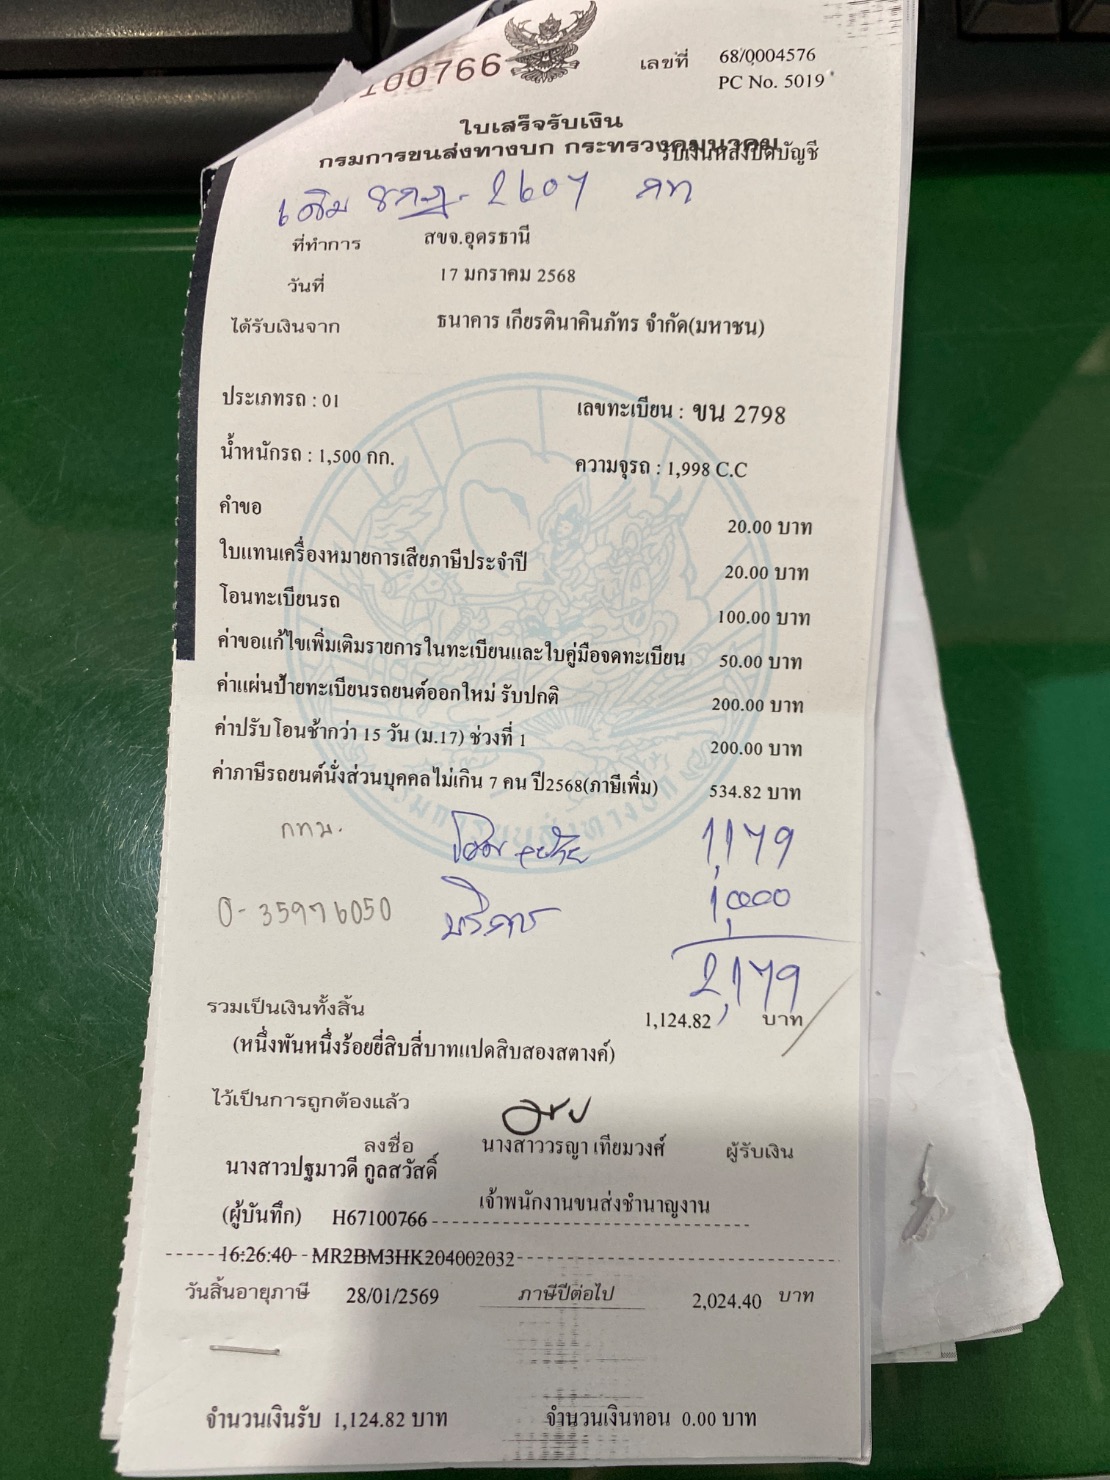 100766
เลขที่ 68/0004576
PC No. 5019
ใบเสร็จรับเงิน
กรมการขนส่งทางบก กระทรวงคมนาคม
รับเงินหลังปิดบัญชี
เดิม 2607 กท
ที่ทำการ สขจ.อุดรธานี
วันที่ 17 มกราคม 2568
ได้รับเงินจาก ธนาคาร เกียรตินาคินภัทร จำกัด(มหาชน)
ประเภทรถ : 01 เลขทะเบียน : ขน 2798
น้ำหนักรถ : 1,500 กก. ความจุรถ : 1,998 C.C
คำขอ 20.00 บาท
ใบแทนเครื่องหมายการเสียภาษีประจำปี 20.00 บาท
โอนทะเบียนรถ 100.00 บาท
ค่าขอแก้ไขเพิ่มเติมรายการในทะเบียนและใบคู่มือจดทะเบียน 50.00 บาท
ค่าแผ่นป้ายทะเบียนรถยนต์ออกใหม่ รับปกติ 200.00 บาท
ค่าปรับโอนช้ากว่า 15 วัน (ม.17) ช่วงที่ 1 200.00 บาท
ค่าภาษีรถยนต์นั่งส่วนบุคคลไม่เกิน 7 คน ปี2568(ภาษีเพิ่ม) 534.82 บาท
กทม. 1,179
0-35976050 บริการ 1,000
2,179
รวมเป็นเงินทั้งสิ้น 1,124.82 บาท
(หนึ่งพันหนึ่งร้อยยี่สิบสี่บาทแปดสิบสองสตางค์)
ไว้เป็นการถูกต้องแล้ว
ลงชื่อ นางสาววรญา เทียมวงศ์ ผู้รับเงิน
นางสาวปฐมาวดี กูลสวัสดิ์
เจ้าพนักงานขนส่งชำนาญงาน
(ผู้บันทึก) H67100766
16:26:40 MR2BM3HK204002032
วันสิ้นอายุภาษี 28/01/2569 ภาษีปีต่อไป 2,024.40 บาท
จำนวนเงินรับ 1,124.82 บาท จำนวนเงินทอน 0.00 บาท